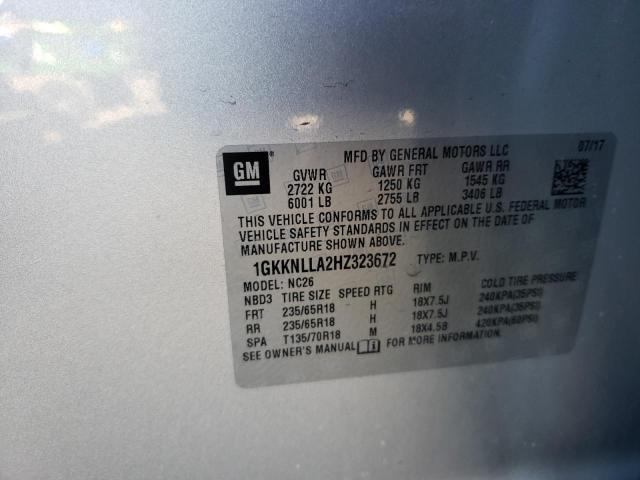 MFD BY GENERAL MOTORS LLC 07/17
GM
GVWR GAWR FRT GAWR RR
2722 KG 1250 KG 1545 KG
6001 LB 2755 LB 3406 LB
THIS VEHICLE CONFORMS TO ALL APPLICABLE U.S. FEDERAL MOTOR
VEHICLE SAFETY STANDARDS IN EFFECT ON THE DATE OF
MANUFACTURE SHOWN ABOVE.
1GKKNLLA2HZ323672 TYPE: M.P.V.
MODEL: NC26
NBD3 TIRE SIZE SPEED RTG RIM COLD TIRE PRESSURE
FRT 235/65R18 H 18X7.5J 240KPA(35PSI)
RR 235/65R18 H 18X7.5J 240KPA(35PSI)
SPA T135/70R18 M 18X4.5B 420KPA(60PSI)
SEE OWNER'S MANUAL FOR MORE INFORMATION.